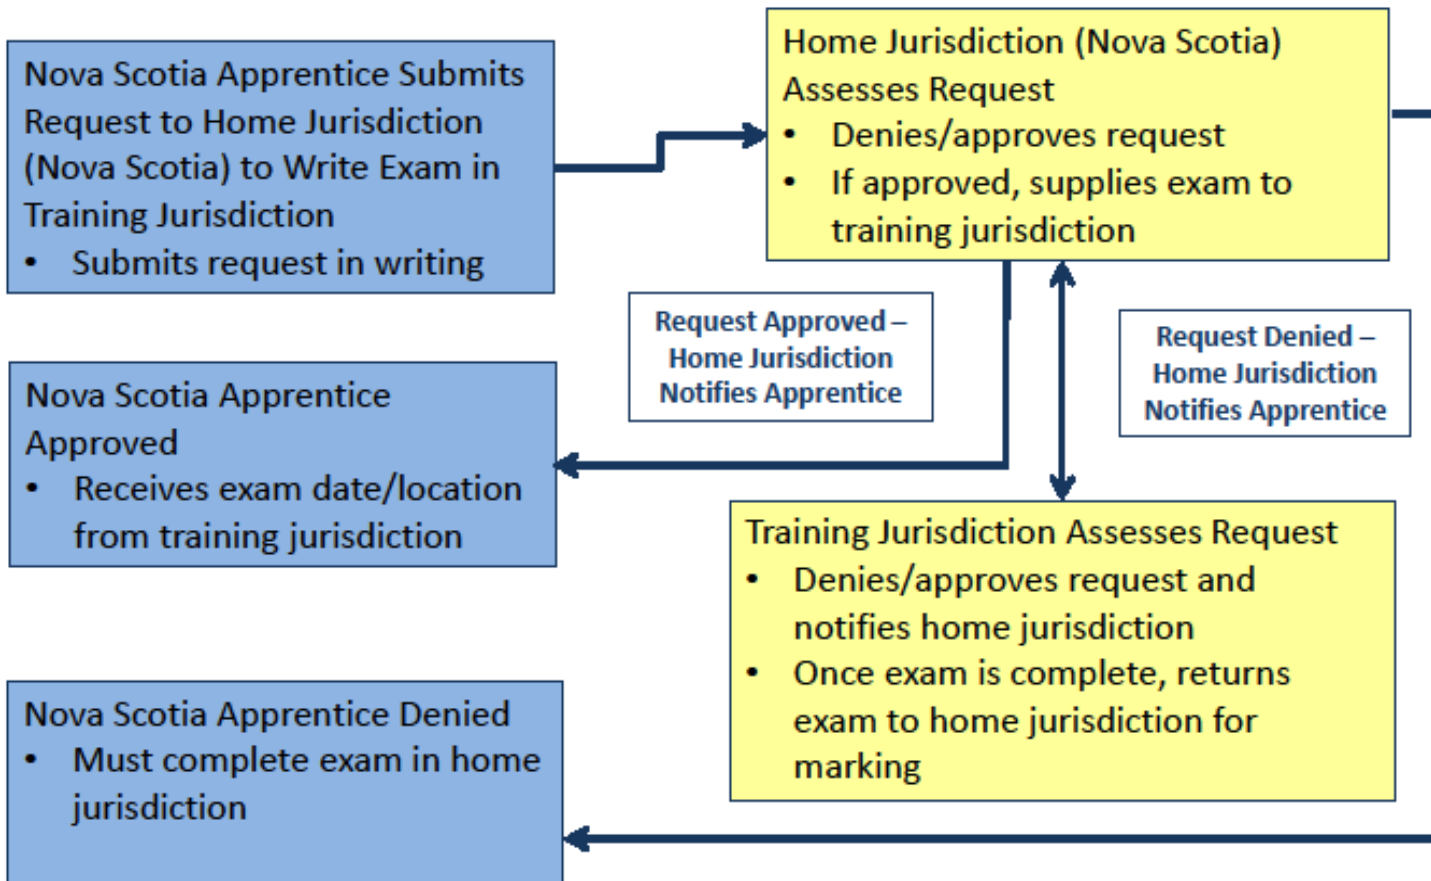 Nova Scotia Apprentice Submits
Request to Home Jurisdiction
(Nova Scotia) to Write Exam in
Training Jurisdiction
• Submits request in writing
Home Jurisdiction (Nova Scotia)
Assesses Request
• Denies/approves request
• If approved, supplies exam to
training jurisdiction
Request Approved –
Home Jurisdiction
Notifies Apprentice
Request Denied –
Home Jurisdiction
Notifies Apprentice
Nova Scotia Apprentice
Approved
• Receives exam date/location
from training jurisdiction
Training Jurisdiction Assesses Request
• Denies/approves request and
notifies home jurisdiction
• Once exam is complete, returns
exam to home jurisdiction for
marking
Nova Scotia Apprentice Denied
• Must complete exam in home
jurisdiction